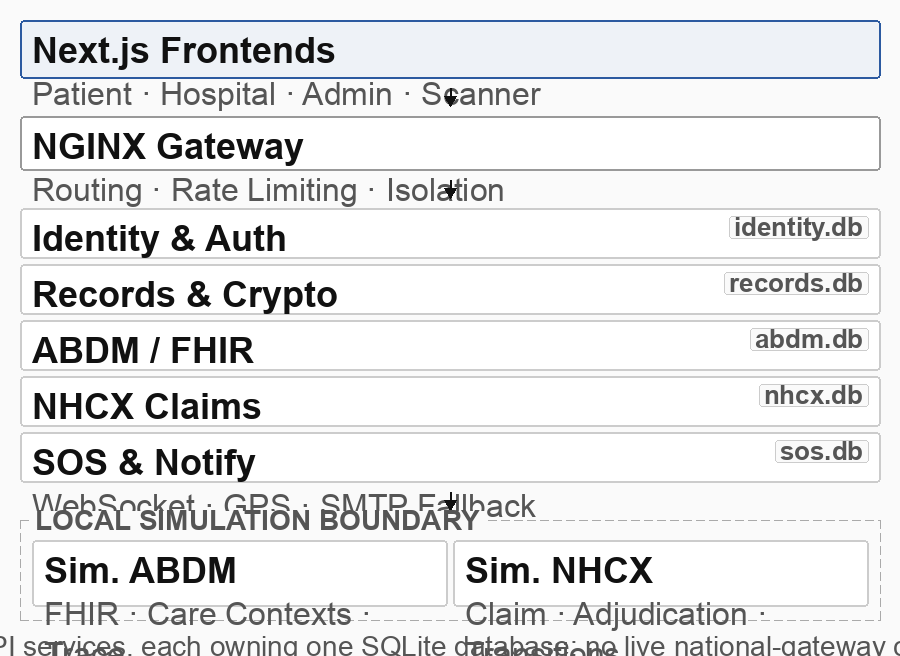 Next.js Frontends
Patient · Hospital · Admin · Scanner
NGINX Gateway
Routing · Rate Limiting · Isolation
Identity & Auth
identity.db
Records & Crypto
records.db
ABDM / FHIR
abdm.db
NHCX Claims
nhcx.db
SOS & Notify
sos.db
WebSocket · GPS · SMTP Fallback
LOCAL SIMULATION BOUNDARY
Sim. ABDM
FHIR · Care Contexts ·
Sim. NHCX
Claim · Adjudication ·
Transitions
services, each owning one SQLite database; no live national-gateway